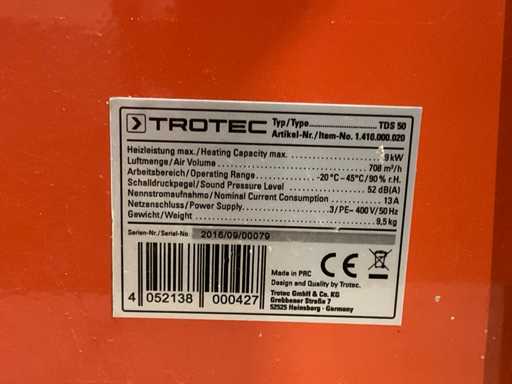 TROTEC
Typ/Type TDS 50
Artikel-Nr./Item-No. 1.410.000.020
Heizleistung max./Heating Capacity max. 9 kW
Luftmenge/Air Volume 708 m³/h
Arbeitsbereich/Operating Range -20°C – 45°C/90 % r.H.
Schalldruckpegel/Sound Pressure Level 52 dB(A)
Nennstromaufnahme/Nominal Current Consumption 13 A
Netzanschluss/Power Supply 3/PE~ 400 V/50 Hz
Gewicht/Weight 9,5 kg
Serien-Nr./Serial-No 2016/09/00079
Made in PRC
Design and Quality by Trotec.
CE
Trotec GmbH & Co. KG
Grebbener Straße 7
52525 Heinsberg - Germany
4 052138 000427